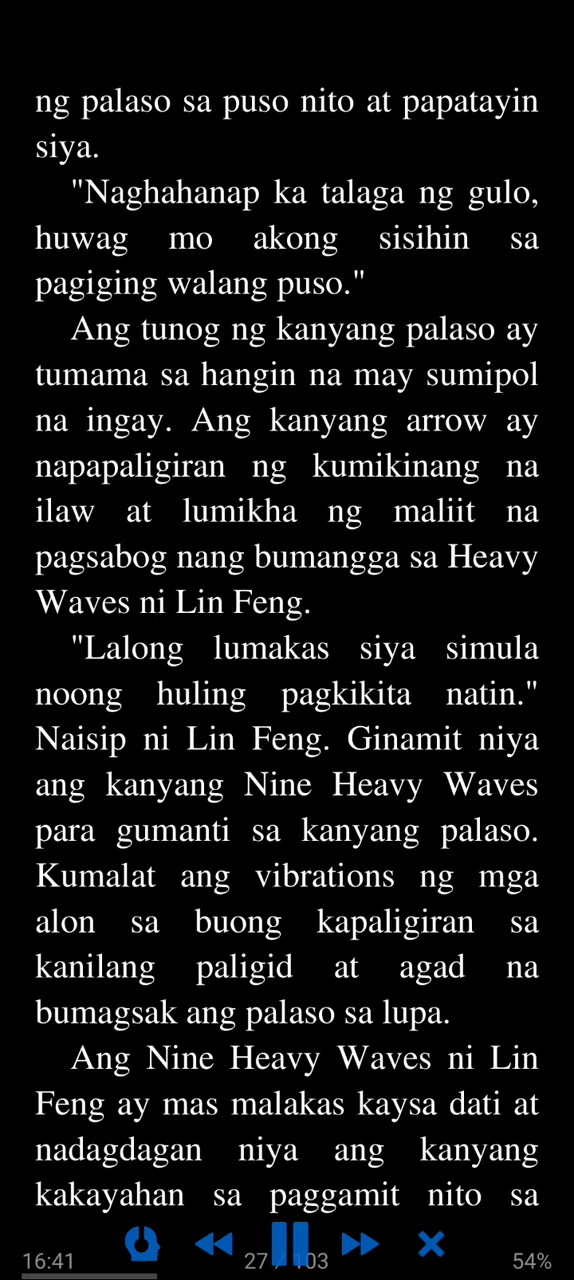 ng palaso sa puso nito at papatayin
siya.
"Naghahanap ka talaga ng gulo,
huwag mo akong sisihin sa
pagiging walang puso."
Ang tunog ng kanyang palaso ay
tumama sa hangin na may sumipol
na ingay. Ang kanyang arrow ay
napapaligiran ng kumikinang na
ilaw at lumikha ng maliit na
pagsabog nang bumangga sa Heavy
Waves ni Lin Feng.
"Lalong lumakas siya simula
noong huling pagkikita natin."
Naisip ni Lin Feng. Ginamit niya
ang kanyang Nine Heavy Waves
para gumanti sa kanyang palaso.
Kumalat ang vibrations ng mga
alon sa buong kapaligiran sa
kanilang paligid at agad na
bumagsak ang palaso sa lupa.
Ang Nine Heavy Waves ni Lin
Feng ay mas malakas kaysa dati at
nadagdagan niya ang kanyang
kakayahan sa paggamit nito sa
16:41 27 / 103 54%